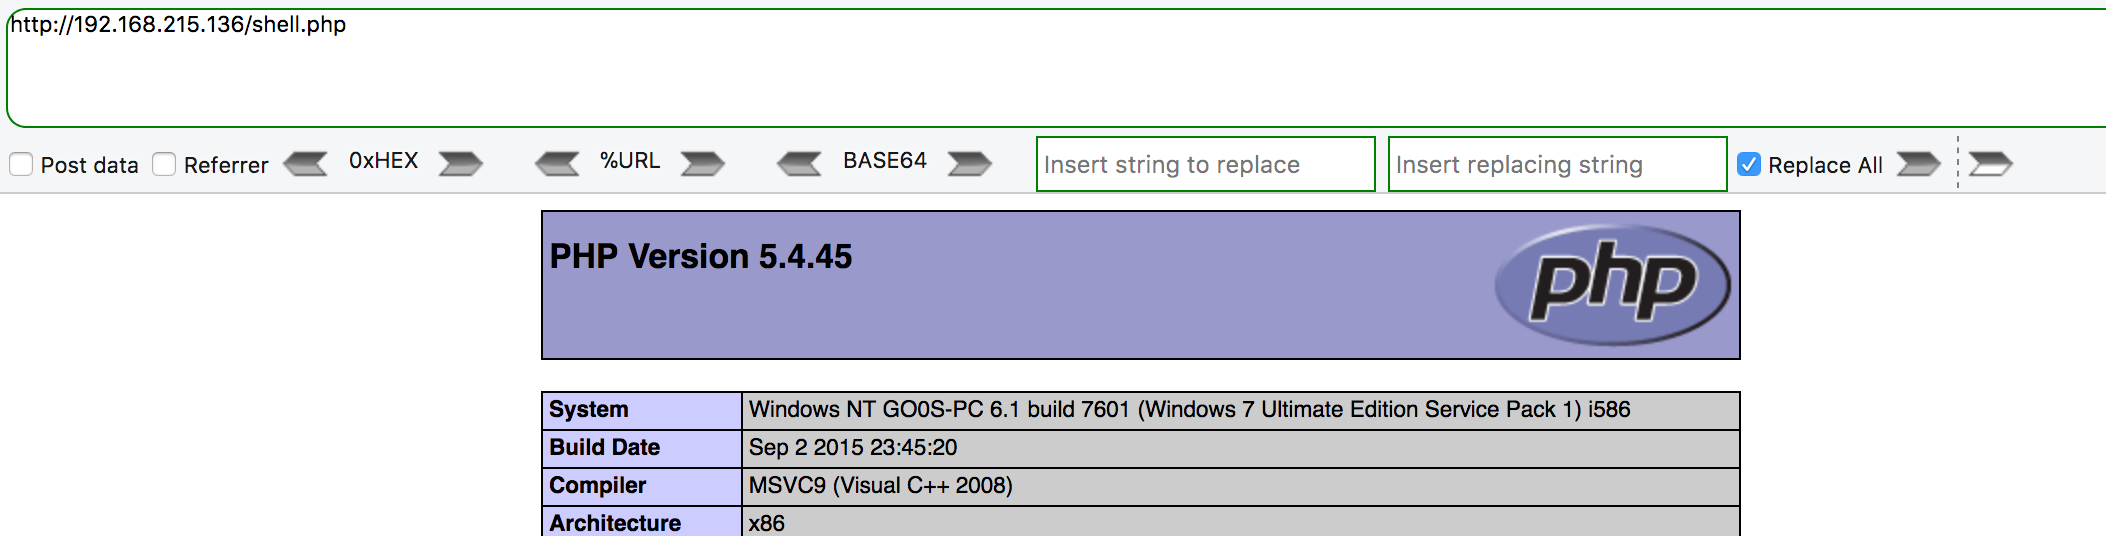 http://192.168.215.136/shell.php
Post data Referrer 0xHEX %URL BASE64 Insert string to replace Insert replacing string Replace All
PHP Version 5.4.45
php
System Windows NT GO0S-PC 6.1 build 7601 (Windows 7 Ultimate Edition Service Pack 1) i586
Build Date Sep 2 2015 23:45:20
Compiler MSVC9 (Visual C++ 2008)
Architecture x86